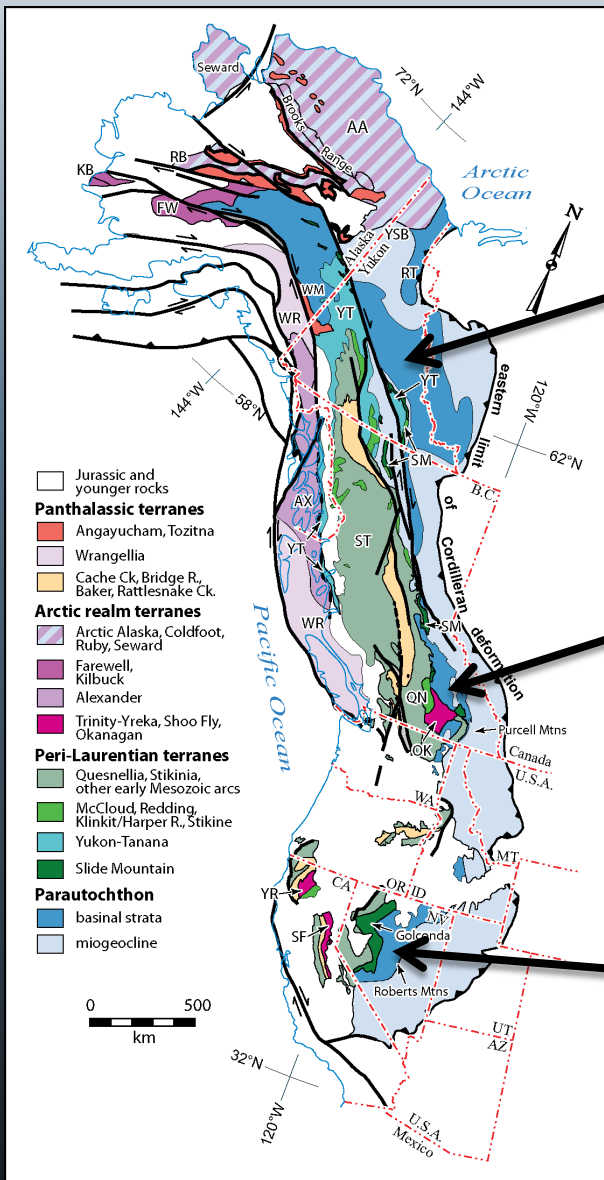 Seward
72°N
144°W
Brooks
Range
AA
Arctic
Ocean
RB
KB
FW
N
YSB
Alaska
Yukon
RT
WM
YT
WR
YT
144°W
58°N
SM
eastern
limit
of
Cordilleran
deformation
120°W
62°N
B.C.
AX
ST
YT
WR
SM
Pacific Ocean
QN
OK
Purcell Mtns
Canada
U.S.A.
WA
MT
OR
ID
CA
NV
YR
SF
Golconda
Roberts Mtns
UT
AZ
U.S.A.
Mexico
32°N
120°W
Jurassic and
younger rocks
Panthalassic terranes
Angayucham, Tozitna
Wrangellia
Cache Ck, Bridge R.,
Baker, Rattlesnake Ck.
Arctic realm terranes
Arctic Alaska, Coldfoot,
Ruby, Seward
Farewell,
Kilbuck
Alexander
Trinity-Yreka, Shoo Fly,
Okanagan
Peri-Laurentian terranes
Quesnellia, Stikinia,
other early Mesozoic arcs
McCloud, Redding,
Klinkit/Harper R., Stikine
Yukon-Tanana
Slide Mountain
Parautochthon
basinal strata
miogeocline
0 500
km